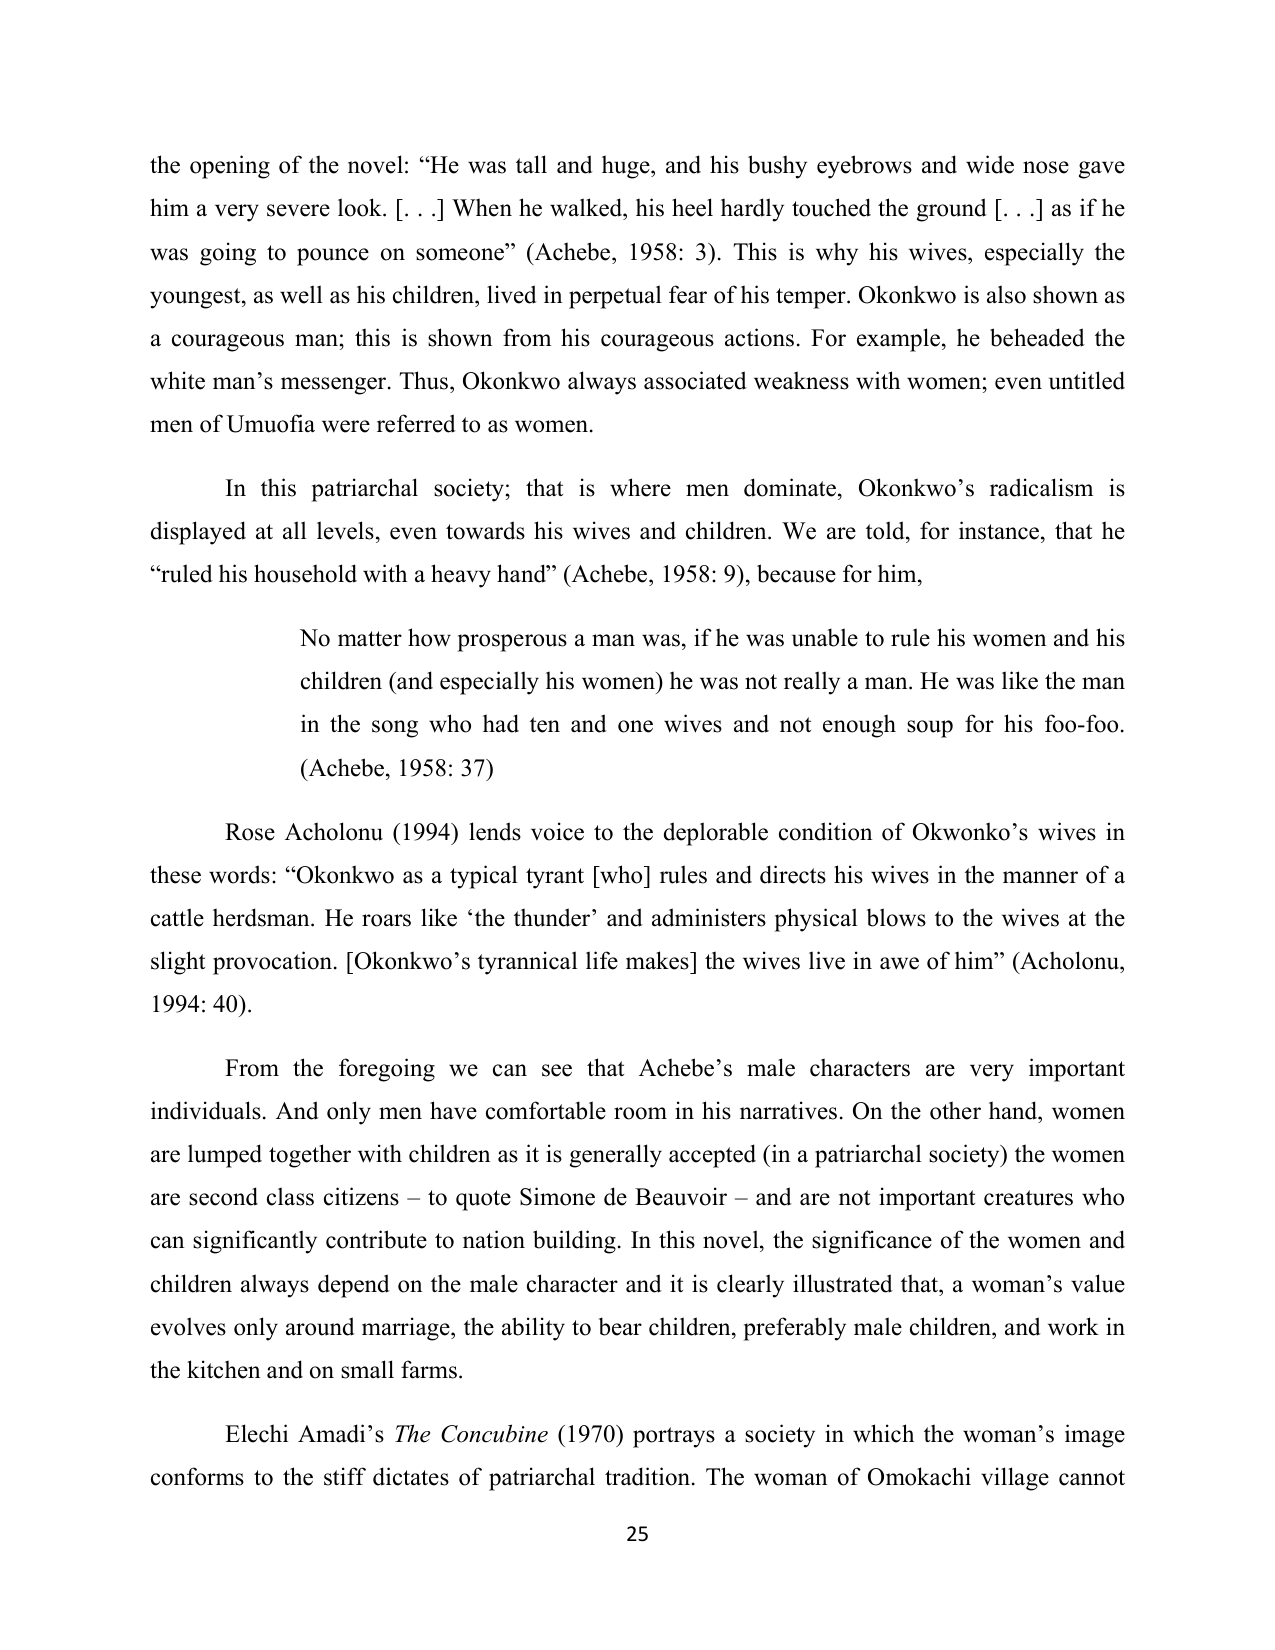 the opening of the novel: “He was tall and huge, and his bushy eyebrows and wide nose gave
him a very severe look. [. . .] When he walked, his heel hardly touched the ground [. . .] as if he
was going to pounce on someone” (Achebe, 1958: 3). This is why his wives, especially the
youngest, as well as his children, lived in perpetual fear of his temper. Okonkwo is also shown as
a courageous man; this is shown from his courageous actions. For example, he beheaded the
white man’s messenger. Thus, Okonkwo always associated weakness with women; even untitled
men of Umuofia were referred to as women.
In this patriarchal society; that is where men dominate, Okonkwo’s radicalism is
displayed at all levels, even towards his wives and children. We are told, for instance, that he
“ruled his household with a heavy hand” (Achebe, 1958: 9), because for him,
No matter how prosperous a man was, if he was unable to rule his women and his
children (and especially his women) he was not really a man. He was like the man
in the song who had ten and one wives and not enough soup for his foo-foo.
(Achebe, 1958: 37)
Rose Acholonu (1994) lends voice to the deplorable condition of Okwonko’s wives in
these words: “Okonkwo as a typical tyrant [who] rules and directs his wives in the manner of a
cattle herdsman. He roars like ‘the thunder’ and administers physical blows to the wives at the
slight provocation. [Okonkwo’s tyrannical life makes] the wives live in awe of him” (Acholonu,
1994: 40).
From the foregoing we can see that Achebe’s male characters are very important
individuals. And only men have comfortable room in his narratives. On the other hand, women
are lumped together with children as it is generally accepted (in a patriarchal society) the women
are second class citizens – to quote Simone de Beauvoir – and are not important creatures who
can significantly contribute to nation building. In this novel, the significance of the women and
children always depend on the male character and it is clearly illustrated that, a woman’s value
evolves only around marriage, the ability to bear children, preferably male children, and work in
the kitchen and on small farms.
Elechi Amadi’s The Concubine (1970) portrays a society in which the woman’s image
conforms to the stiff dictates of patriarchal tradition. The woman of Omokachi village cannot
25